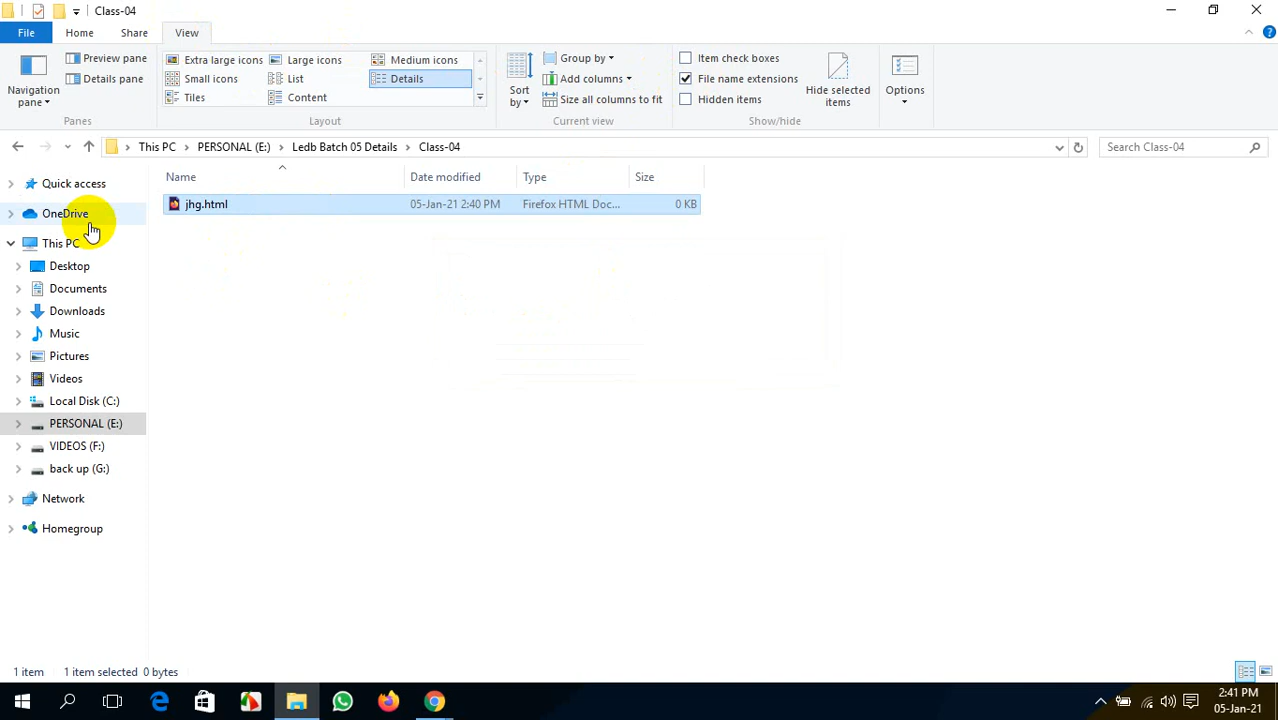 Class-04
File Home Share View
Navigation pane
Preview pane
Details pane
Panes
Extra large icons Large icons Medium icons
Small icons List Details
Tiles Content
Layout
Sort by
Group by
Add columns
Size all columns to fit
Current view
Item check boxes
File name extensions
Hidden items
Hide selected items
Show/hide
Options
This PC PERSONAL (E:) Ledb Batch 05 Details Class-04
Search Class-04
Name Date modified Type Size
jhg.html 05-Jan-21 2:40 PM Firefox HTML Doc... 0 KB
Quick access
OneDrive
This PC
Desktop
Documents
Downloads
Music
Pictures
Videos
Local Disk (C:)
PERSONAL (E:)
VIDEOS (F:)
back up (G:)
Network
Homegroup
1 item 1 item selected 0 bytes
2:41 PM
05-Jan-21